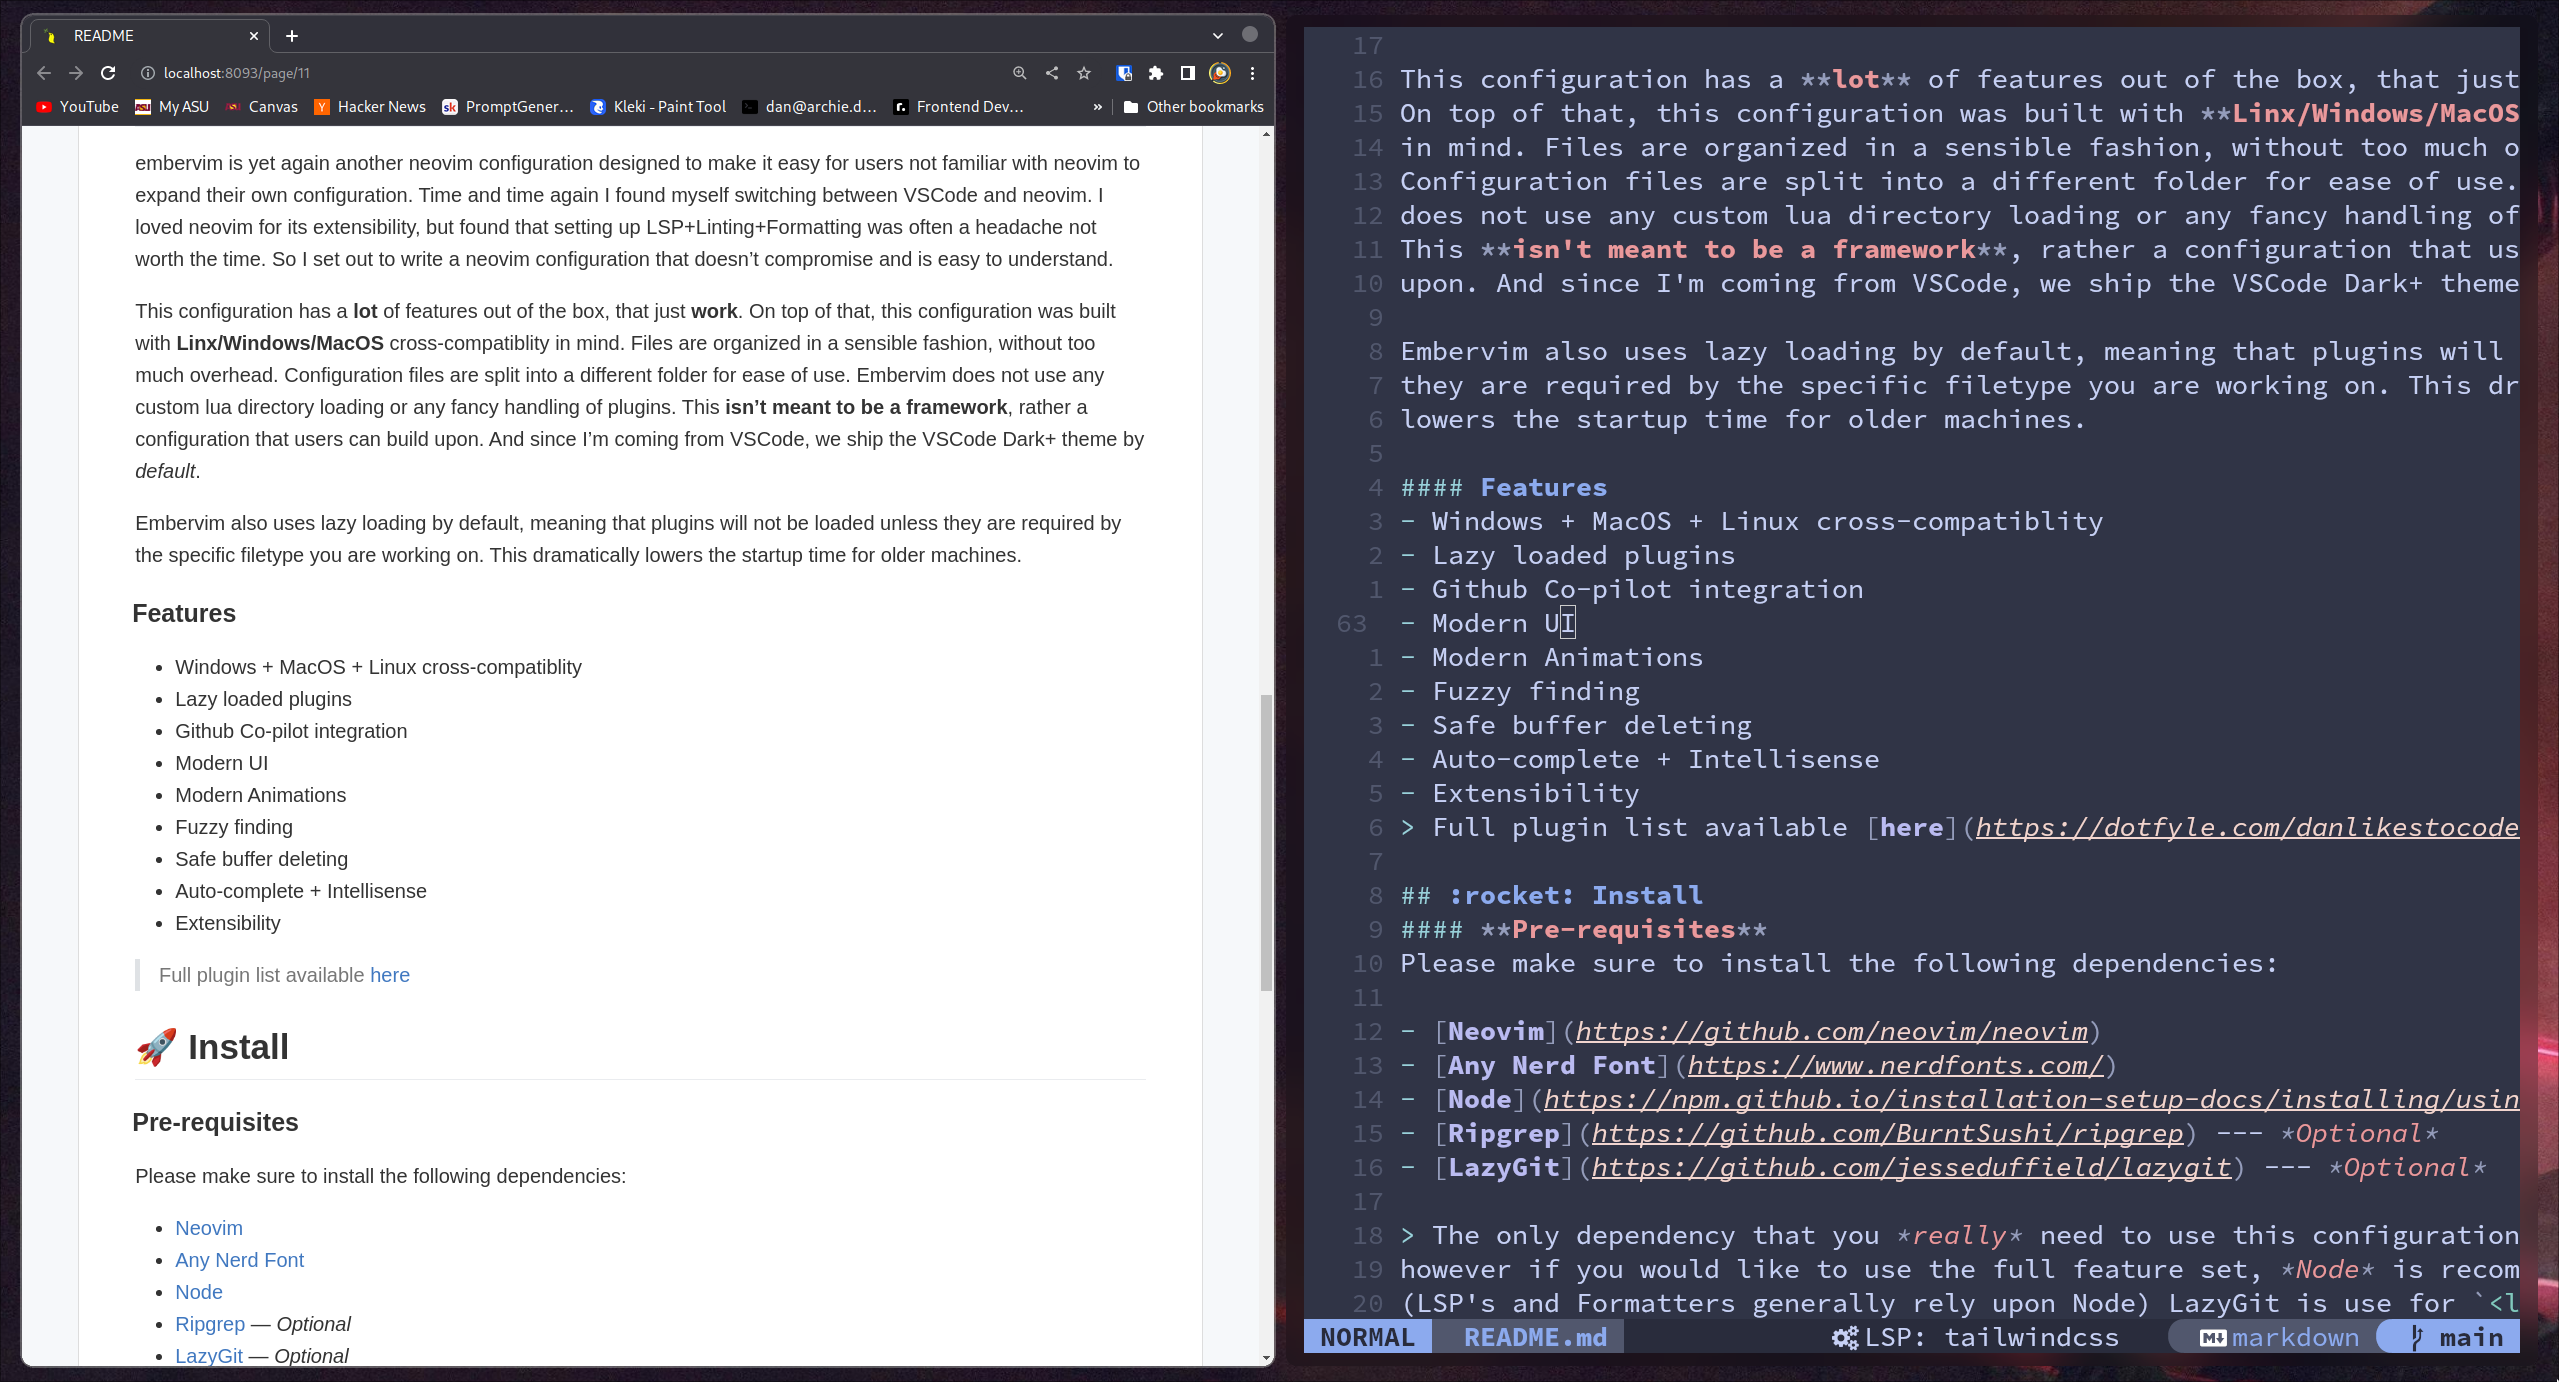 README
localhost:8093/page/11
YouTube
My ASU
Canvas
Hacker News
PromptGener...
Kleki - Paint Tool
dan@archie.d...
Frontend Dev...
»
Other bookmarks
embervim is yet again another neovim configuration designed to make it easy for users not familiar with neovim to
expand their own configuration. Time and time again I found myself switching between VSCode and neovim. I
loved neovim for its extensibility, but found that setting up LSP+Linting+Formatting was often a headache not
worth the time. So I set out to write a neovim configuration that doesn’t compromise and is easy to understand.
This configuration has a lot of features out of the box, that just work. On top of that, this configuration was built
with Linx/Windows/MacOS cross-compatiblity in mind. Files are organized in a sensible fashion, without too
much overhead. Configuration files are split into a different folder for ease of use. Embervim does not use any
custom lua directory loading or any fancy handling of plugins. This isn’t meant to be a framework, rather a
configuration that users can build upon. And since I’m coming from VSCode, we ship the VSCode Dark+ theme by
default.
Embervim also uses lazy loading by default, meaning that plugins will not be loaded unless they are required by
the specific filetype you are working on. This dramatically lowers the startup time for older machines.
Features
• Windows + MacOS + Linux cross-compatiblity
• Lazy loaded plugins
• Github Co-pilot integration
• Modern UI
• Modern Animations
• Fuzzy finding
• Safe buffer deleting
• Auto-complete + Intellisense
• Extensibility
Full plugin list available here
🚀 Install
Pre-requisites
Please make sure to install the following dependencies:
• Neovim
• Any Nerd Font
• Node
• Ripgrep — Optional
• LazyGit — Optional
17
16 This configuration has a **lot** of features out of the box, that just
15 On top of that, this configuration was built with **Linx/Windows/MacOS
14 in mind. Files are organized in a sensible fashion, without too much o
13 Configuration files are split into a different folder for ease of use.
12 does not use any custom lua directory loading or any fancy handling of
11 This **isn't meant to be a framework**, rather a configuration that us
10 upon. And since I'm coming from VSCode, we ship the VSCode Dark+ theme
9
8 Embervim also uses lazy loading by default, meaning that plugins will
7 they are required by the specific filetype you are working on. This dr
6 lowers the startup time for older machines.
5
4 #### Features
3 - Windows + MacOS + Linux cross-compatiblity
2 - Lazy loaded plugins
1 - Github Co-pilot integration
63 - Modern UI
1 - Modern Animations
2 - Fuzzy finding
3 - Safe buffer deleting
4 - Auto-complete + Intellisense
5 - Extensibility
6 > Full plugin list available [here](https://dotfyle.com/danlikestocode
7
8 ## :rocket: Install
9 #### **Pre-requisites**
10 Please make sure to install the following dependencies:
11
12 - [Neovim](https://github.com/neovim/neovim)
13 - [Any Nerd Font](https://www.nerdfonts.com/)
14 - [Node](https://npm.github.io/installation-setup-docs/installing/usin
15 - [Ripgrep](https://github.com/BurntSushi/ripgrep) --- *Optional*
16 - [LazyGit](https://github.com/jesseduffield/lazygit) --- *Optional*
17
18 > The only dependency that you *really* need to use this configuration
19 however if you would like to use the full feature set, *Node* is recom
20 (LSP's and Formatters generally rely upon Node) LazyGit is use for `<l
NORMAL README.md LSP: tailwindcss markdown main